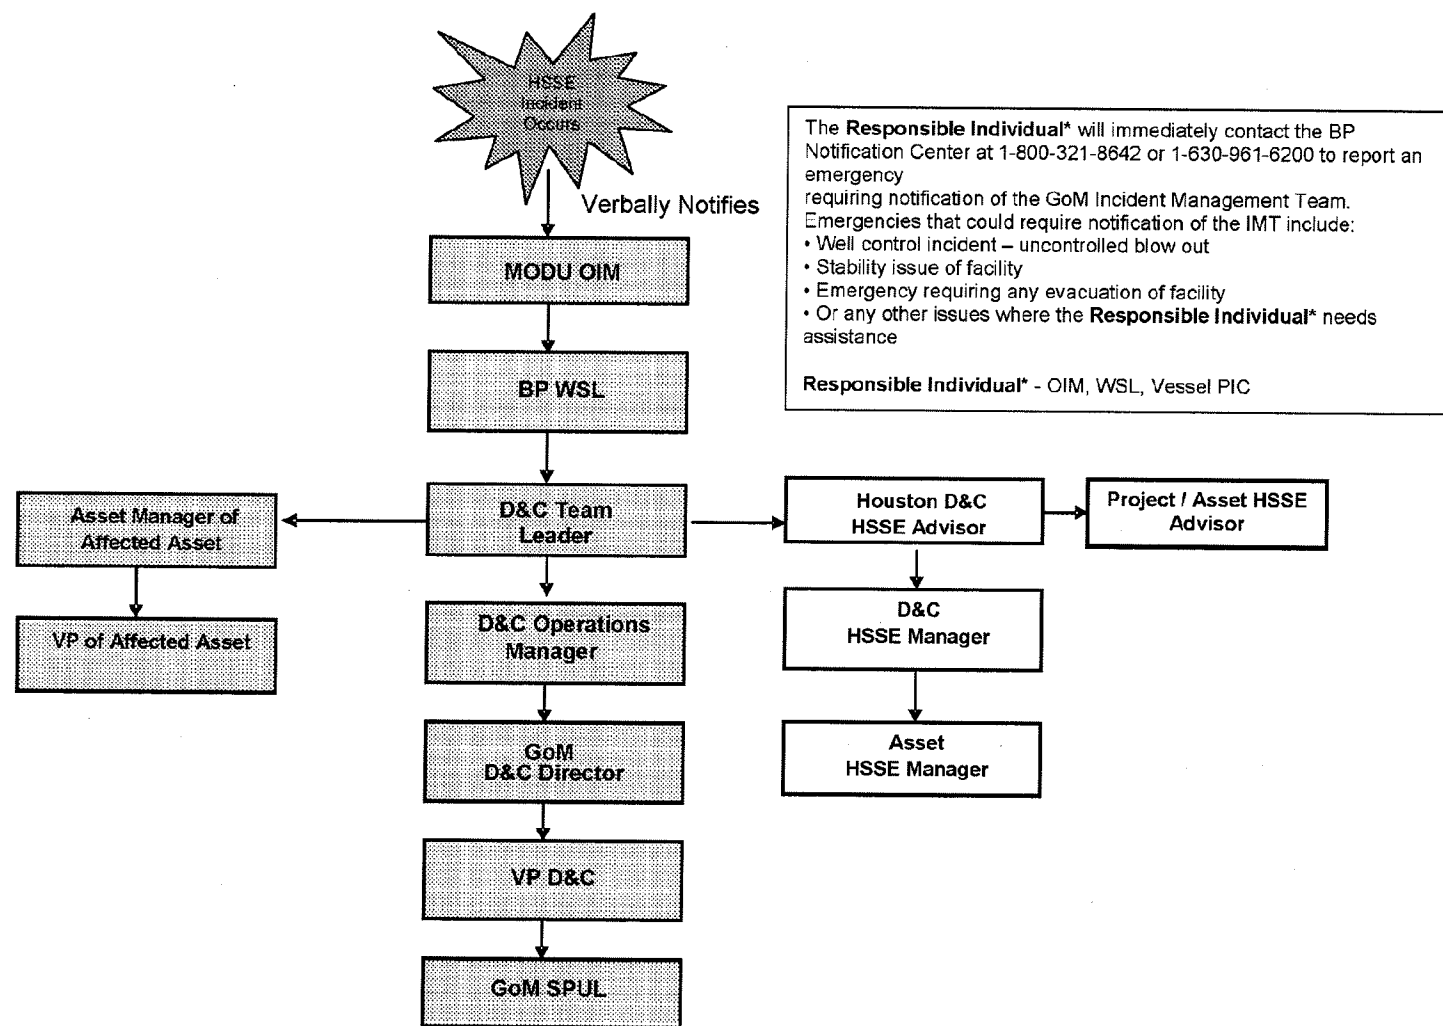 HSSE
Incident
Occurs
Verbally Notifies
The Responsible Individual* will immediately contact the BP
Notification Center at 1-800-321-8642 or 1-630-961-6200 to report an
emergency
requiring notification of the GoM Incident Management Team.
Emergencies that could require notification of the IMT include:
• Well control incident – uncontrolled blow out
• Stability issue of facility
• Emergency requiring any evacuation of facility
• Or any other issues where the Responsible Individual* needs
assistance
Responsible Individual* - OIM, WSL, Vessel PIC
MODU OIM
BP WSL
Asset Manager of
Affected Asset
D&C Team
Leader
Houston D&C
HSSE Advisor
Project / Asset HSSE
Advisor
VP of Affected Asset
D&C Operations
Manager
D&C
HSSE Manager
GoM
D&C Director
Asset
HSSE Manager
VP D&C
GoM SPUL